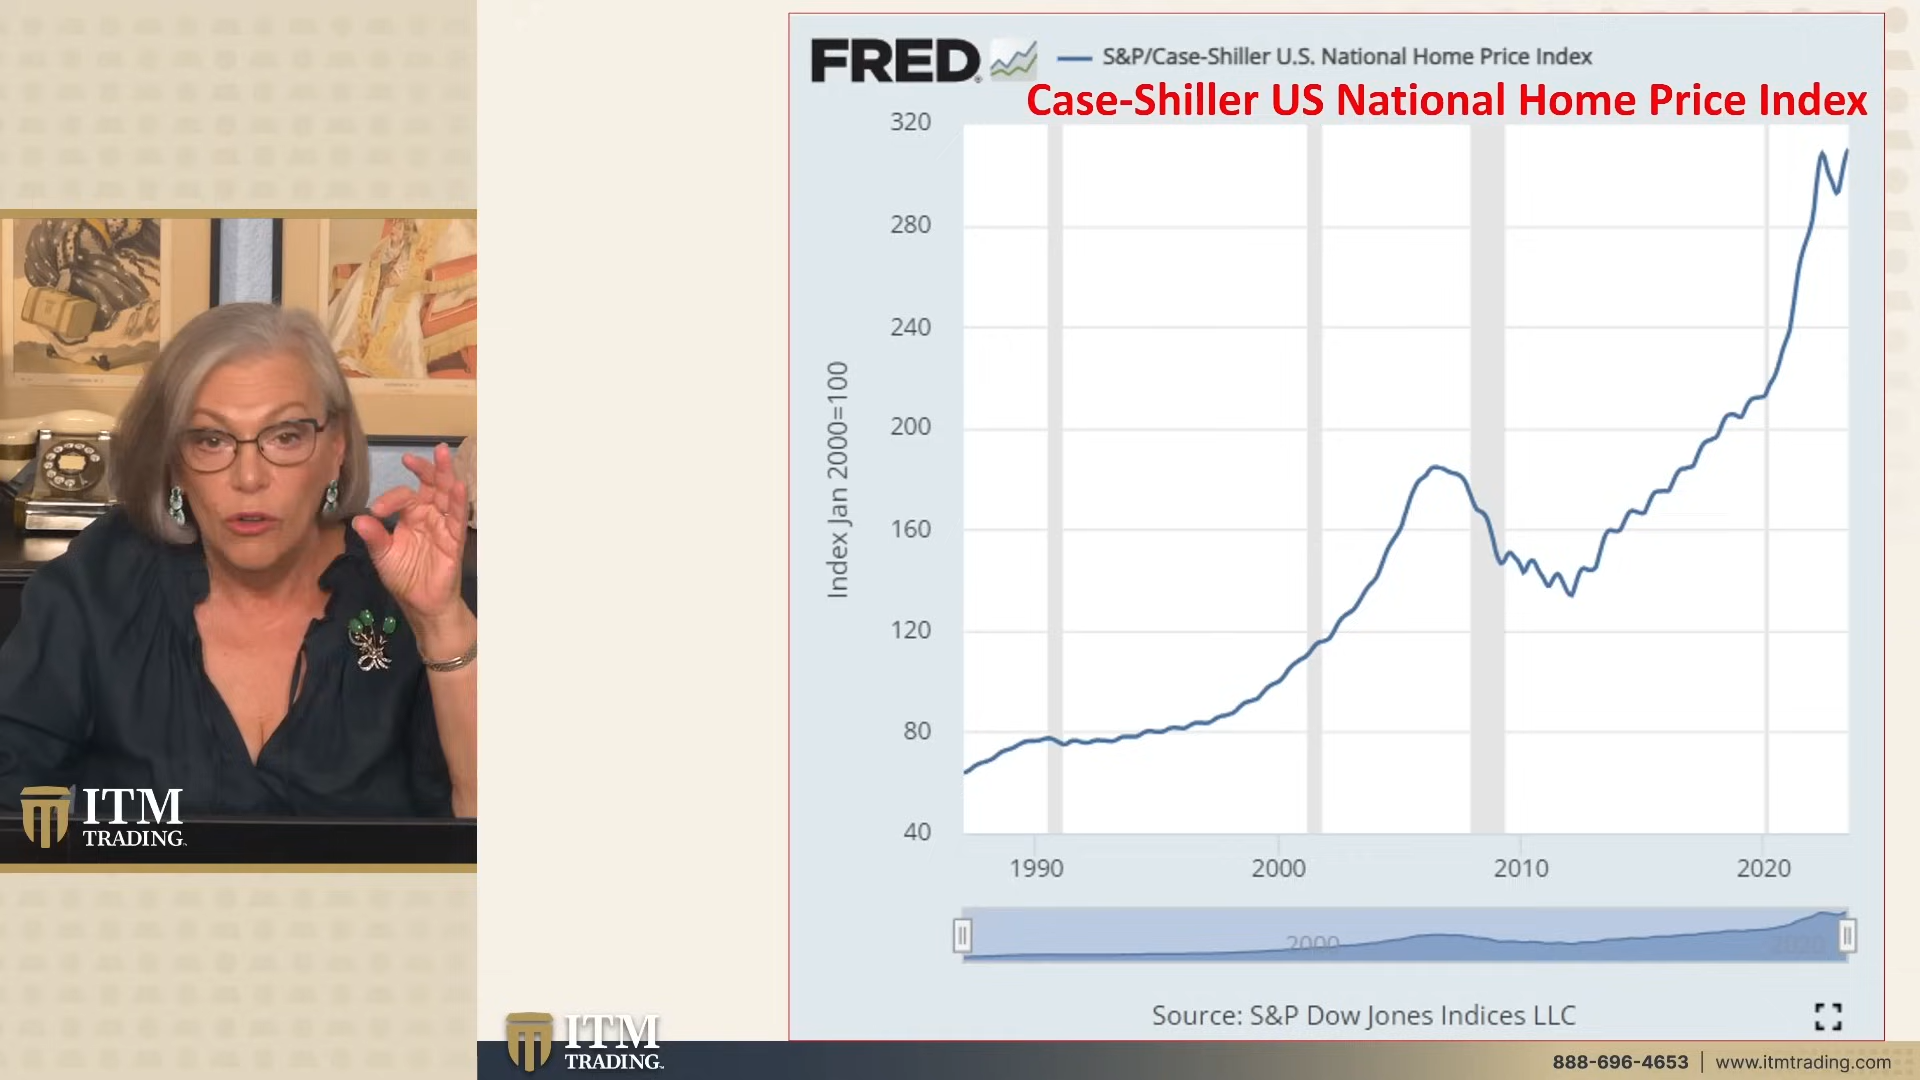 FRED
S&P/Case-Shiller U.S. National Home Price Index
Case-Shiller US National Home Price Index
320
280
240
200
160
120
80
40
Index Jan 2000=100
1990 2000 2010 2020
2000 2020
Source: S&P Dow Jones Indices LLC
ITM
TRADING
ITM
TRADING
888-696-4653 | www.itmtrading.com